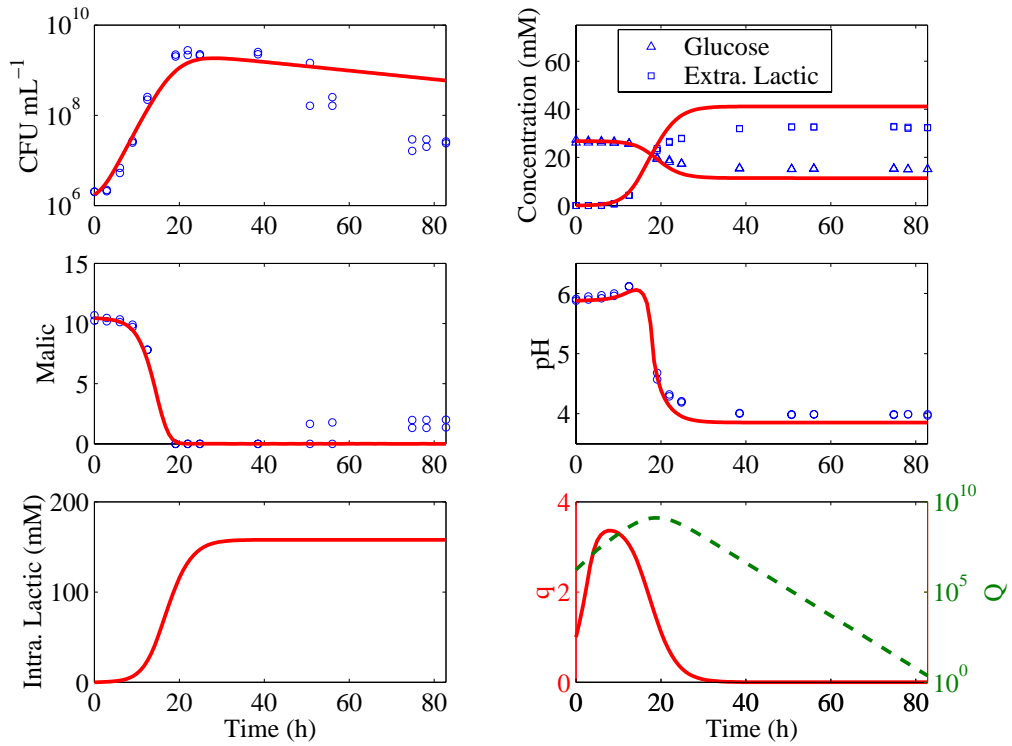 10^10
10^8
10^6
CFU mL^−1
0 20 40 60 80
60
40
20
0
Concentration (mM)
Glucose
Extra. Lactic
0 20 40 60 80
15
10
5
0
Malic
0 20 40 60 80
6
5
4
pH
0 20 40 60 80
200
100
0
Intra. Lactic (mM)
0 20 40 60 80
Time (h)
4
2
0
q
10^10
10^5
10^0
Q
0 20 40 60 80
Time (h)